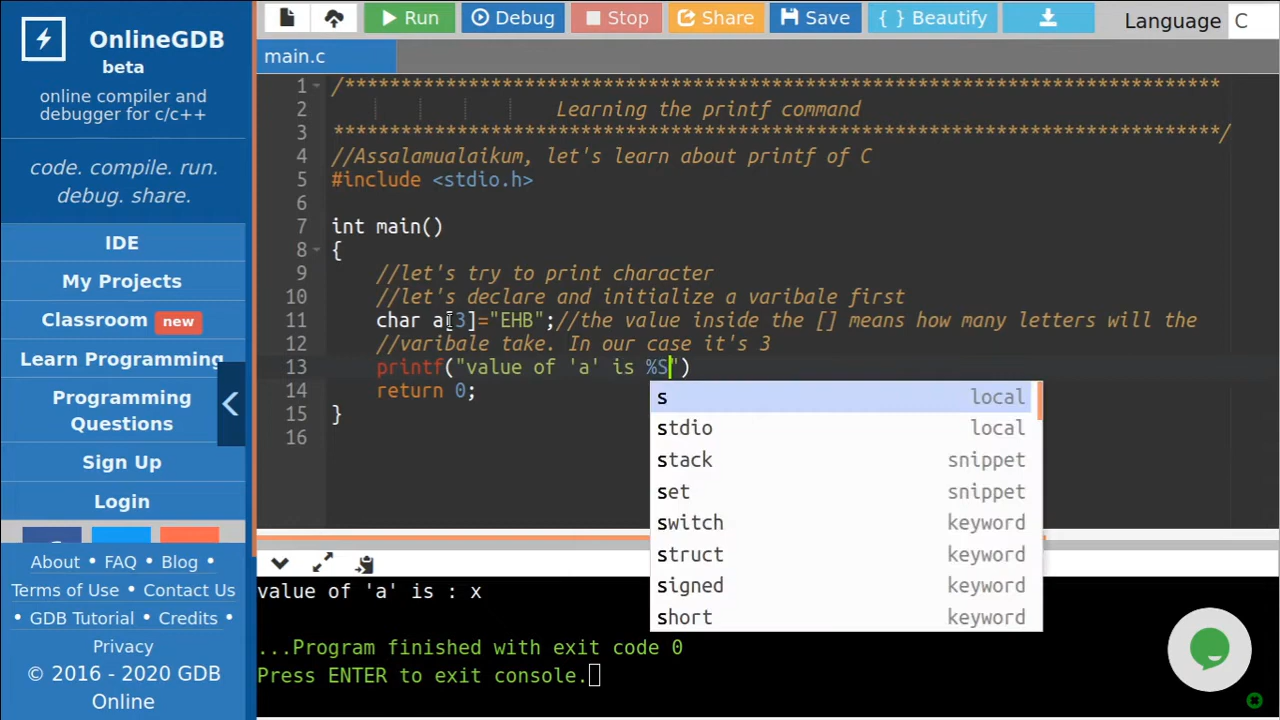 OnlineGDB
beta
online compiler and
debugger for c/c++
code. compile. run.
debug. share.
IDE
My Projects
Classroom new
Learn Programming
Programming
Questions
Sign Up
Login
About • FAQ • Blog •
Terms of Use • Contact Us
• GDB Tutorial • Credits •
Privacy
© 2016 - 2020 GDB
Online
Run Debug Stop Share Save { } Beautify Language C
main.c
1 /******************************************************************************
2 Learning the printf command
3 *******************************************************************************/
4 //Assalamualaikum, let's learn about printf of C
5 #include <stdio.h>
6
7 int main()
8 {
9 //let's try to print character
10 //let's declare and initialize a varibale first
11 char a[3]="EHB";//the value inside the [] means how many letters will the
12 //varibale take. In our case it's 3
13 printf("value of 'a' is %S")
14 return 0;
15 }
16
s local
stdio local
stack snippet
set snippet
switch keyword
struct keyword
signed keyword
short keyword
value of 'a' is : x
...Program finished with exit code 0
Press ENTER to exit console.